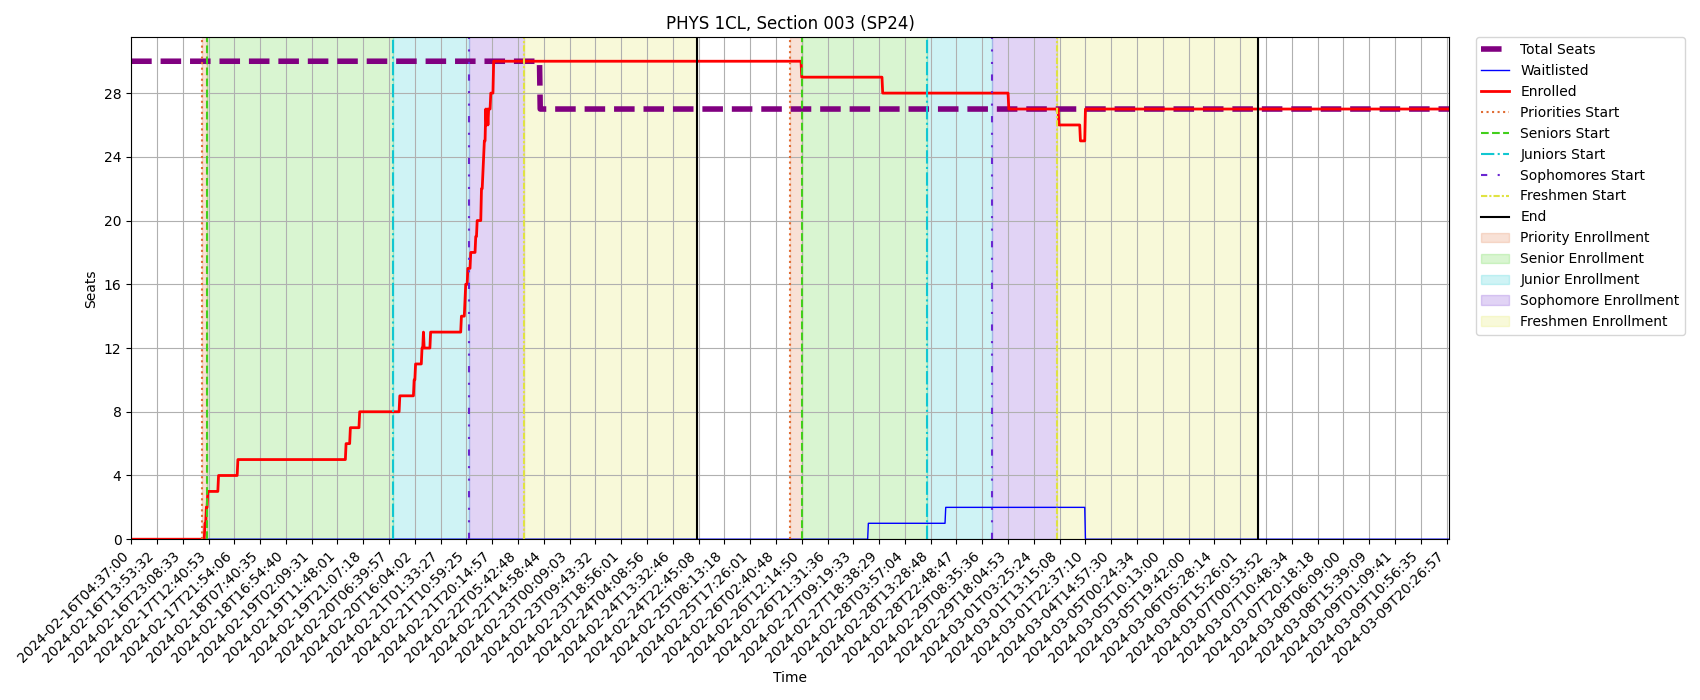 PHYS 1CL, Section 003 (SP24)
Seats
28
24
20
16
12
8
4
0
2024-02-16T04:37:00
2024-02-16T13:53:32
2024-02-16T23:08:33
2024-02-17T12:40:53
2024-02-17T21:54:06
2024-02-18T07:40:35
2024-02-18T16:54:40
2024-02-19T02:09:31
2024-02-19T11:48:01
2024-02-19T21:07:18
2024-02-20T06:39:57
2024-02-20T16:04:02
2024-02-21T01:33:27
2024-02-21T10:59:25
2024-02-21T20:14:57
2024-02-22T05:42:48
2024-02-22T14:58:44
2024-02-23T00:09:03
2024-02-23T09:43:32
2024-02-23T18:56:01
2024-02-24T04:08:56
2024-02-24T13:32:46
2024-02-24T22:45:08
2024-02-25T08:13:18
2024-02-25T17:26:01
2024-02-26T02:40:48
2024-02-26T12:14:50
2024-02-26T21:31:36
2024-02-27T09:19:33
2024-02-27T18:38:29
2024-02-28T03:57:04
2024-02-28T13:28:48
2024-02-28T22:48:47
2024-02-29T08:35:36
2024-02-29T18:04:53
2024-03-01T03:25:24
2024-03-01T13:15:08
2024-03-01T22:37:10
2024-03-04T14:57:30
2024-03-05T00:24:34
2024-03-05T10:13:00
2024-03-05T19:42:00
2024-03-06T05:28:14
2024-03-06T15:26:01
2024-03-07T00:53:52
2024-03-07T10:48:34
2024-03-07T20:18:18
2024-03-08T06:09:00
2024-03-08T15:39:09
2024-03-09T01:09:41
2024-03-09T10:56:35
2024-03-09T20:26:57
Time
Total Seats
Waitlisted
Enrolled
Priorities Start
Seniors Start
Juniors Start
Sophomores Start
Freshmen Start
End
Priority Enrollment
Senior Enrollment
Junior Enrollment
Sophomore Enrollment
Freshmen Enrollment